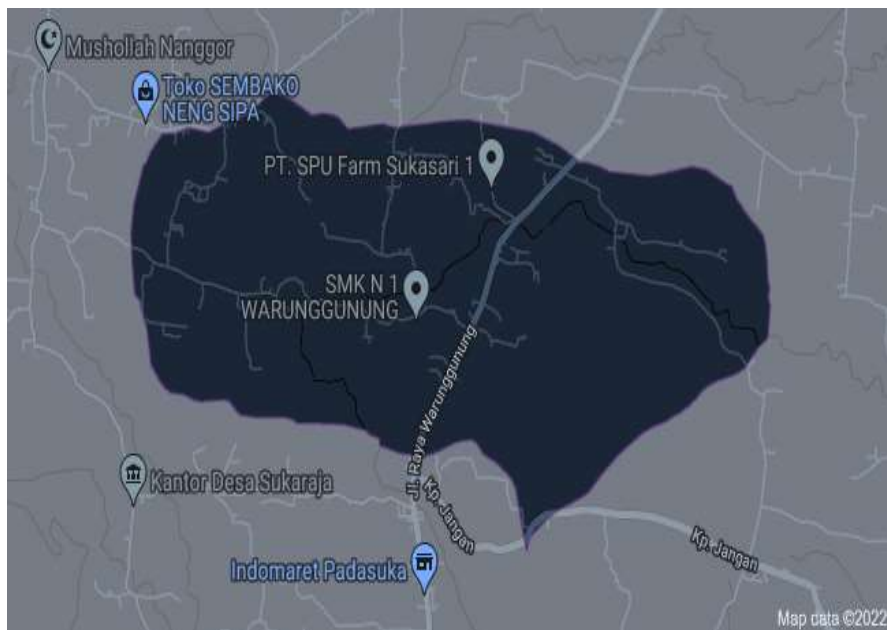 Mushollah Nanggor
Toko SEMBAKO
NENG SIPA
PT. SPU Farm Sukasari 1
SMK N 1
WARUNGGUNUNG
Jl. Raya Warunggunung
Kantor Desa Sukaraja
Kp. Jangan
Kp. Jangan
Indomaret Padasuka
Map data ©2022